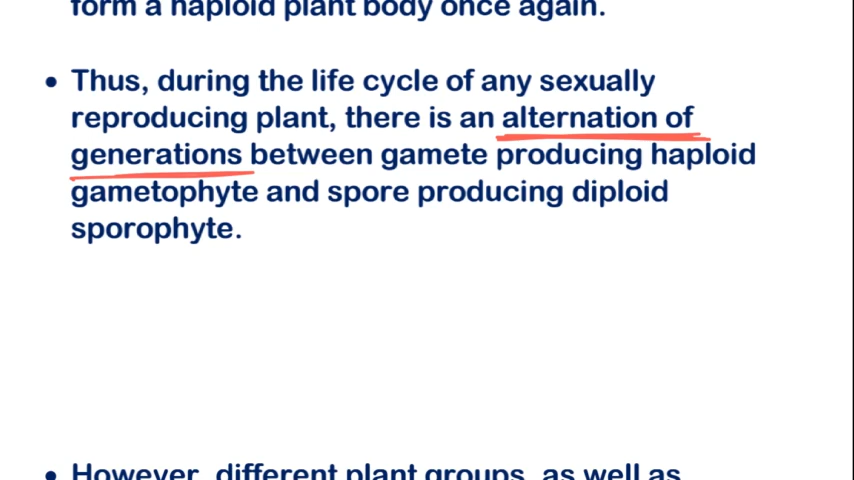 form a haploid plant body once again.
• Thus, during the life cycle of any sexually
reproducing plant, there is an alternation of
generations between gamete producing haploid
gametophyte and spore producing diploid
sporophyte.
• However, different plant groups, as well as